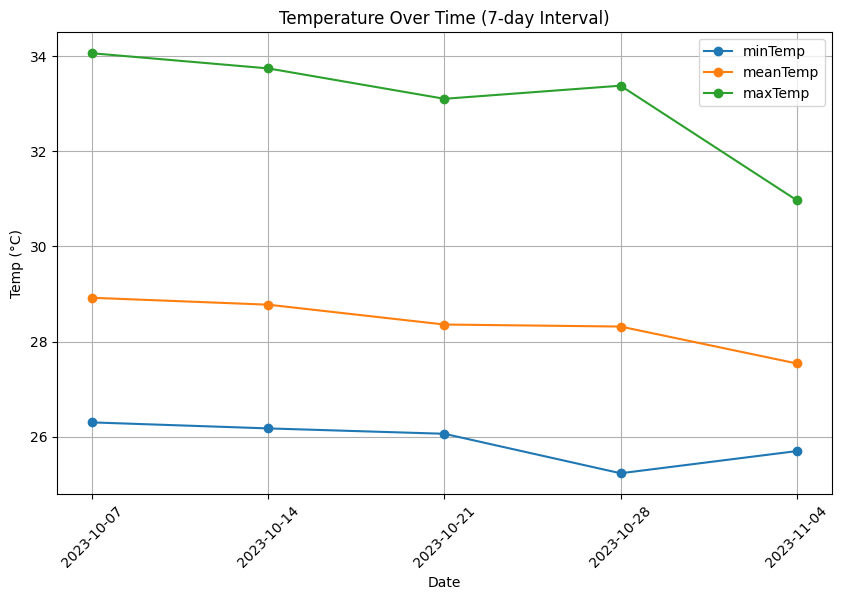 Temperature Over Time (7-day Interval)
minTemp
meanTemp
maxTemp
Temp (°C)
34
32
30
28
26
2023-10-07
2023-10-14
2023-10-21
2023-10-28
2023-11-04
Date